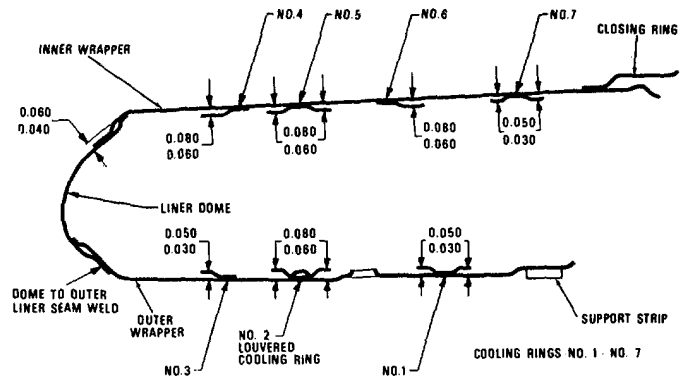 NO.4
NO.5
NO.6
NO.7
CLOSING RING
INNER WRAPPER
0.060
0.040
0.080
0.060
0.080
0.060
0.080
0.060
0.050
0.030
LINER DOME
0.050
0.030
0.080
0.060
0.050
0.030
DOME TO OUTER
LINER SEAM WELD
OUTER
WRAPPER
NO. 2
LOUVERED
COOLING RING
NO.3
NO.1
SUPPORT STRIP
COOLING RINGS NO. 1 - NO. 7